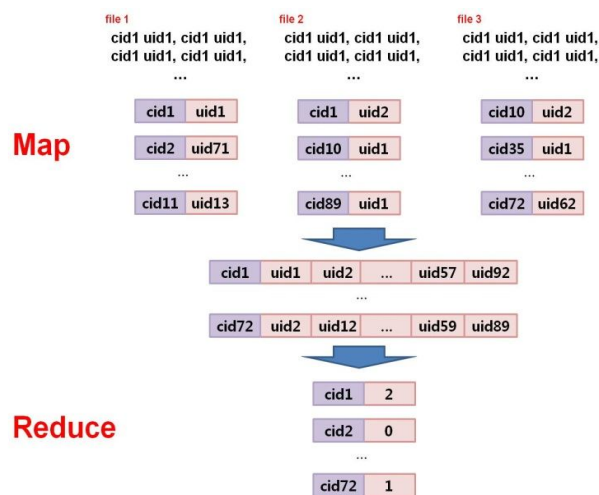 file 1 file 2 file 3
cid1 uid1, cid1 uid1, cid1 uid1, cid1 uid1, cid1 uid1, cid1 uid1,
cid1 uid1, cid1 uid1, cid1 uid1, cid1 uid1, cid1 uid1, cid1 uid1,
... ... ...
cid1 uid1 cid1 uid2 cid10 uid2
Map
cid2 uid71 cid10 uid1 cid35 uid1
... ... ...
cid11 uid13 cid89 uid1 cid72 uid62
cid1 uid1 uid2 ... uid57 uid92
...
cid72 uid2 uid12 ... uid59 uid89
cid1 2
Reduce
cid2 0
...
cid72 1